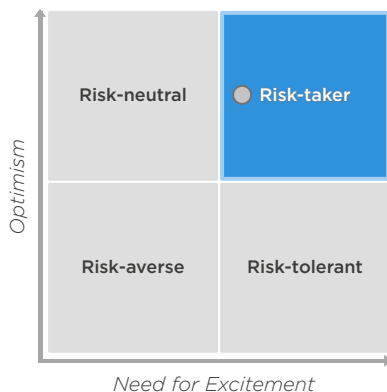 Optimism
Risk-neutral
Risk-taker
Risk-averse
Risk-tolerant
Need for Excitement